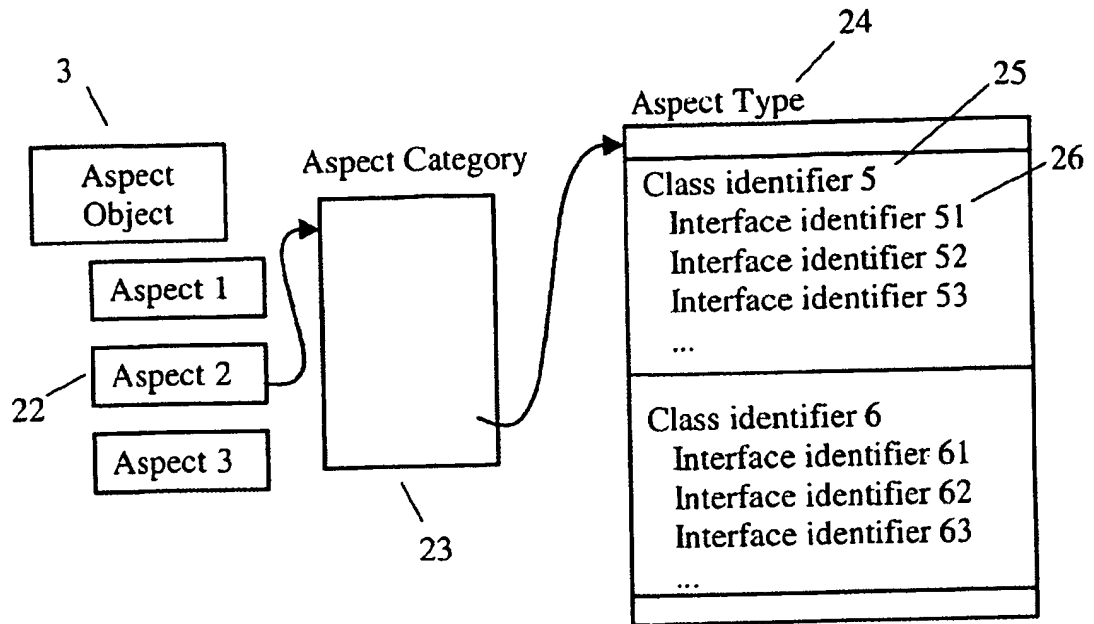 24
3
25
Aspect Type
Aspect Category
Aspect
Object
Class identifier 5
26
Interface identifier 51
Interface identifier 52
Interface identifier 53
...
Aspect 1
Aspect 2
22
Aspect 3
Class identifier 6
Interface identifier 61
Interface identifier 62
Interface identifier 63
...
23